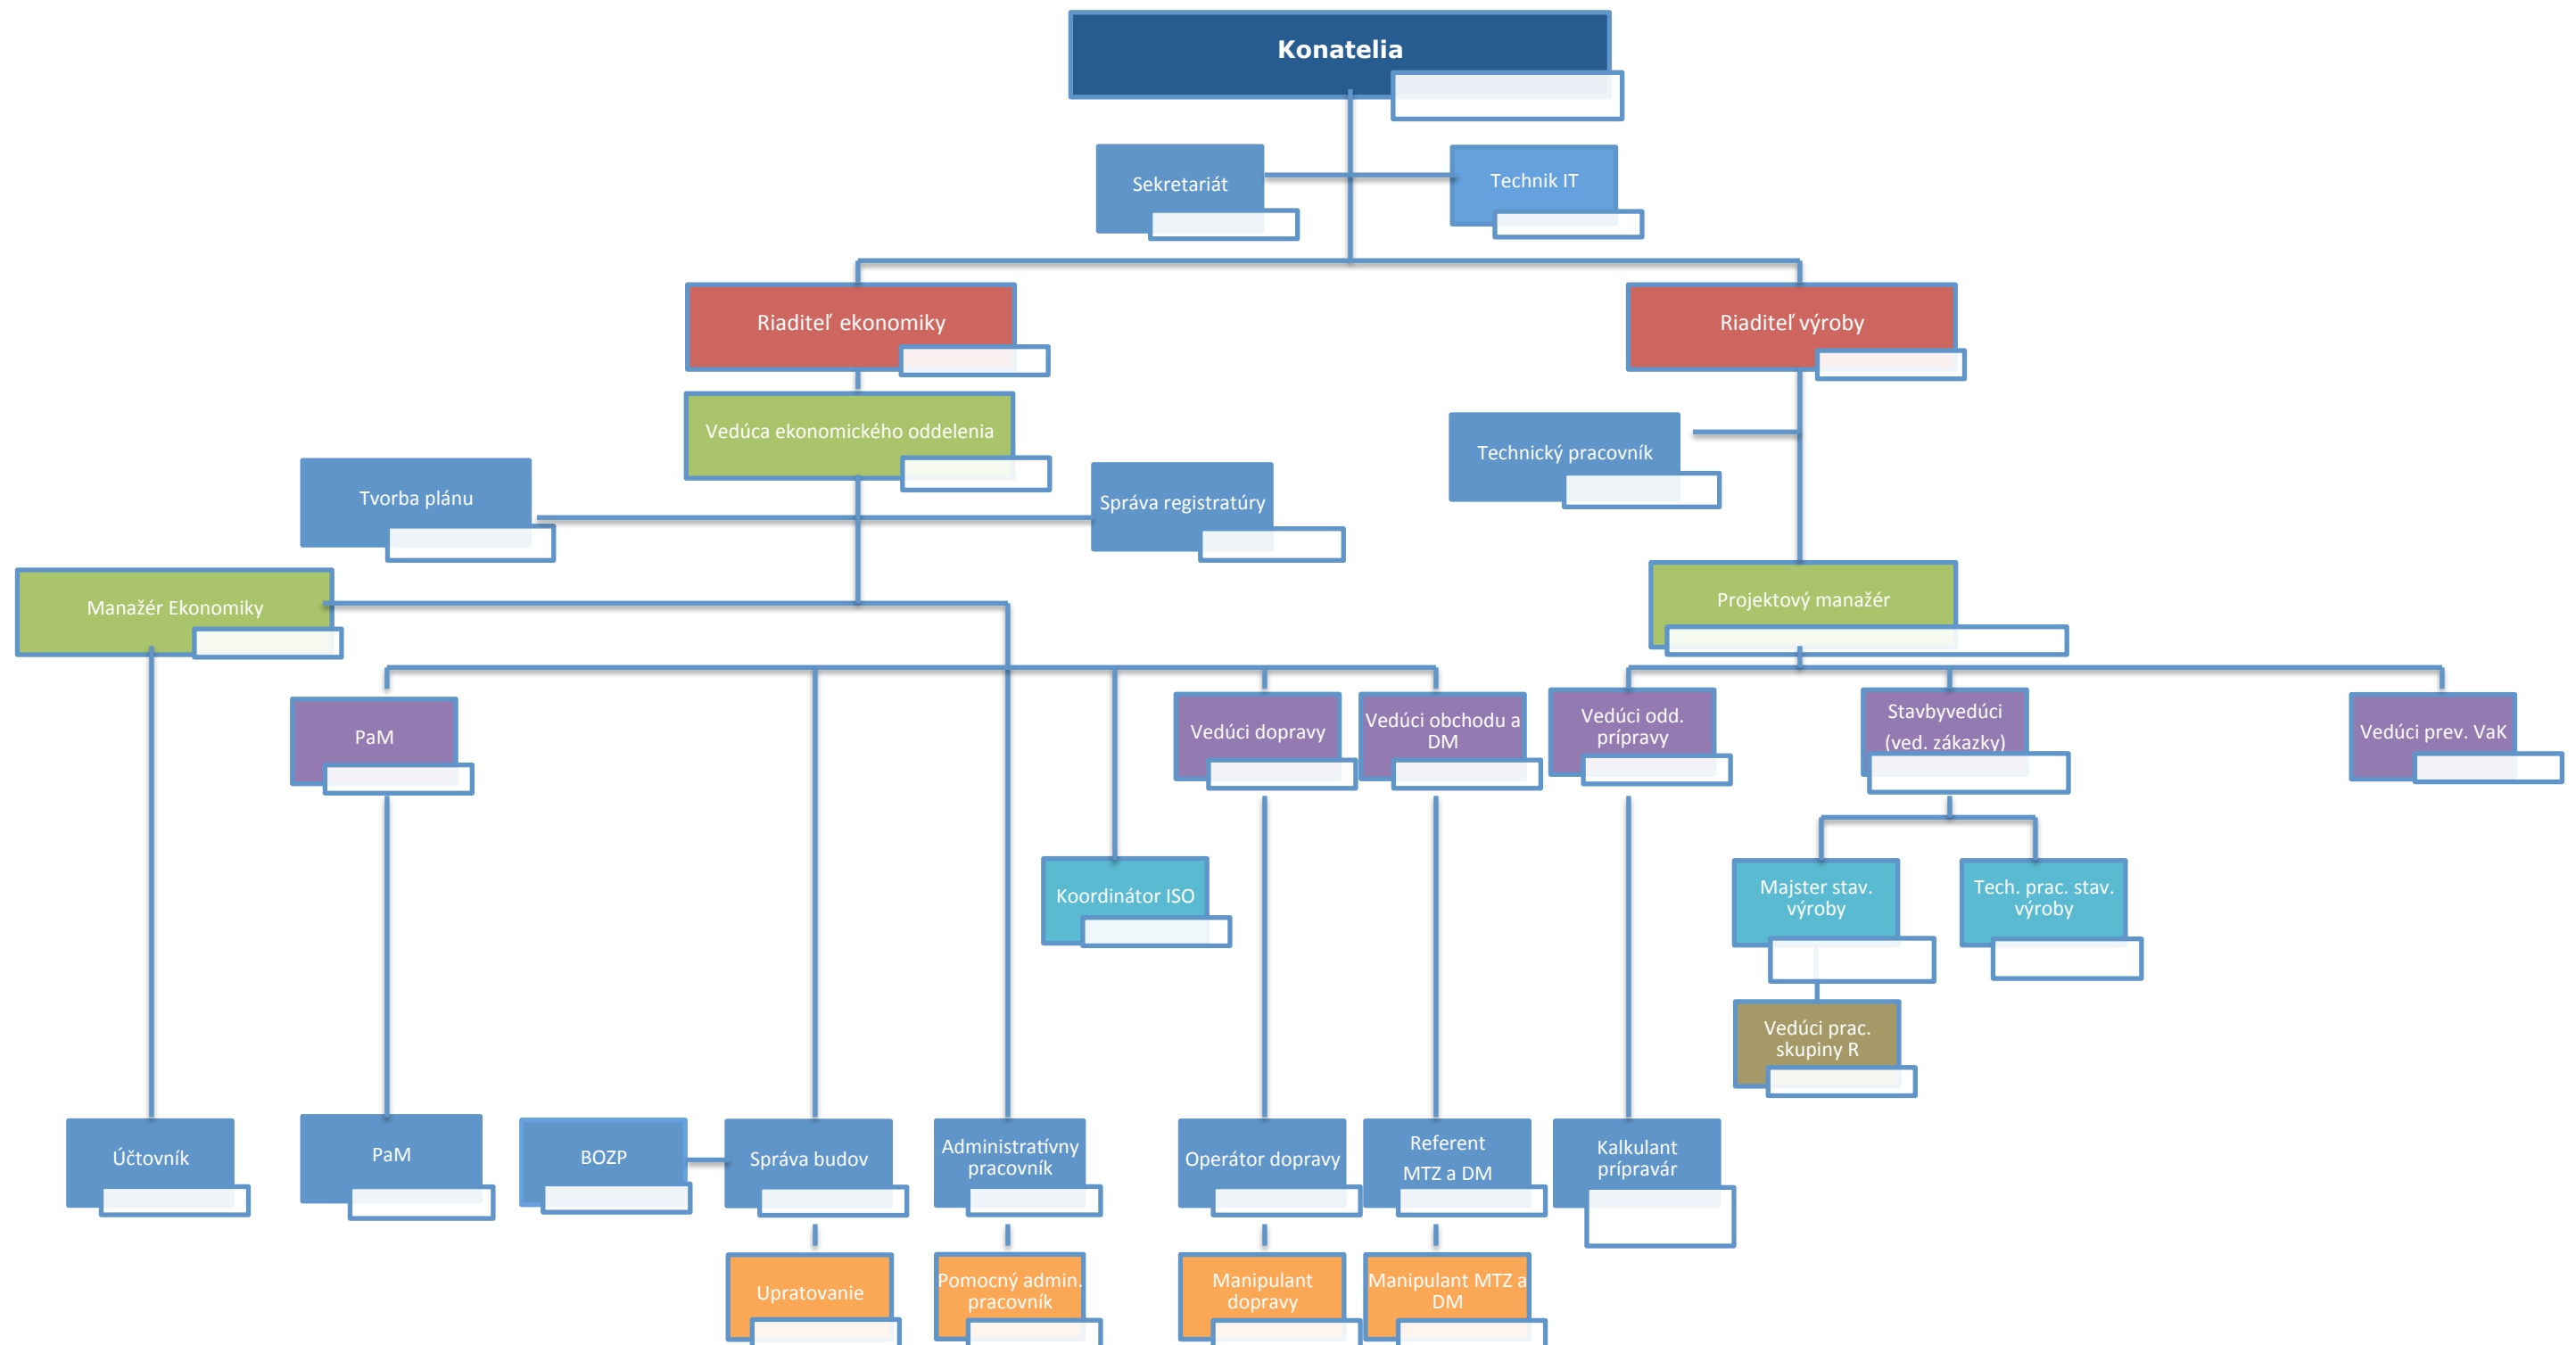 Konatelia
Sekretariát
Technik IT
Riaditeľ ekonomiky
Riaditeľ výroby
Vedúca ekonomického oddelenia
Technický pracovník
Tvorba plánu
Správa registratúry
Manažér Ekonomiky
Projektový manažér
PaM
Vedúci dopravy
Vedúci obchodu a
DM
Vedúci odd.
prípravy
Stavbyvedúci
(ved. zákazky)
Vedúci prev. VaK
Koordinátor ISO
Majster stav.
výroby
Tech. prac. stav.
výroby
Vedúci prac.
skupiny R
Účtovník
PaM
BOZP
Správa budov
Administratívny
pracovník
Operátor dopravy
Referent
MTZ a DM
Kalkulant
prípravár
Upratovanie
Pomocný admin.
pracovník
Manipulant
dopravy
Manipulant MTZ a
DM